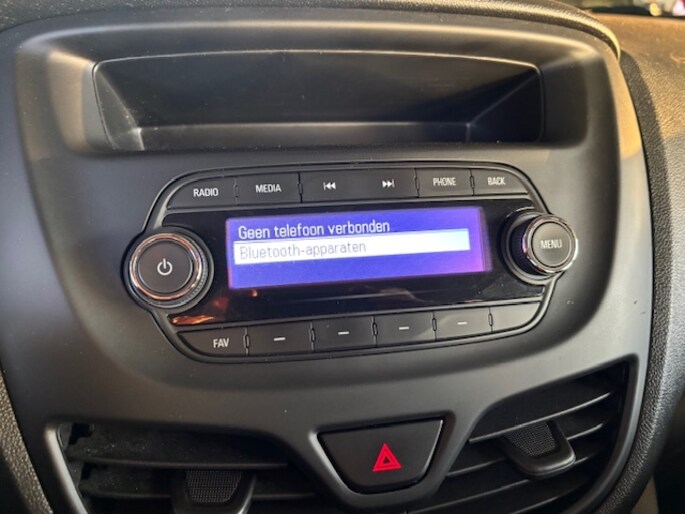 RADIO MEDIA PHONE BACK
Geen telefoon verbonden
Bluetooth-apparaten
MENU
FAV